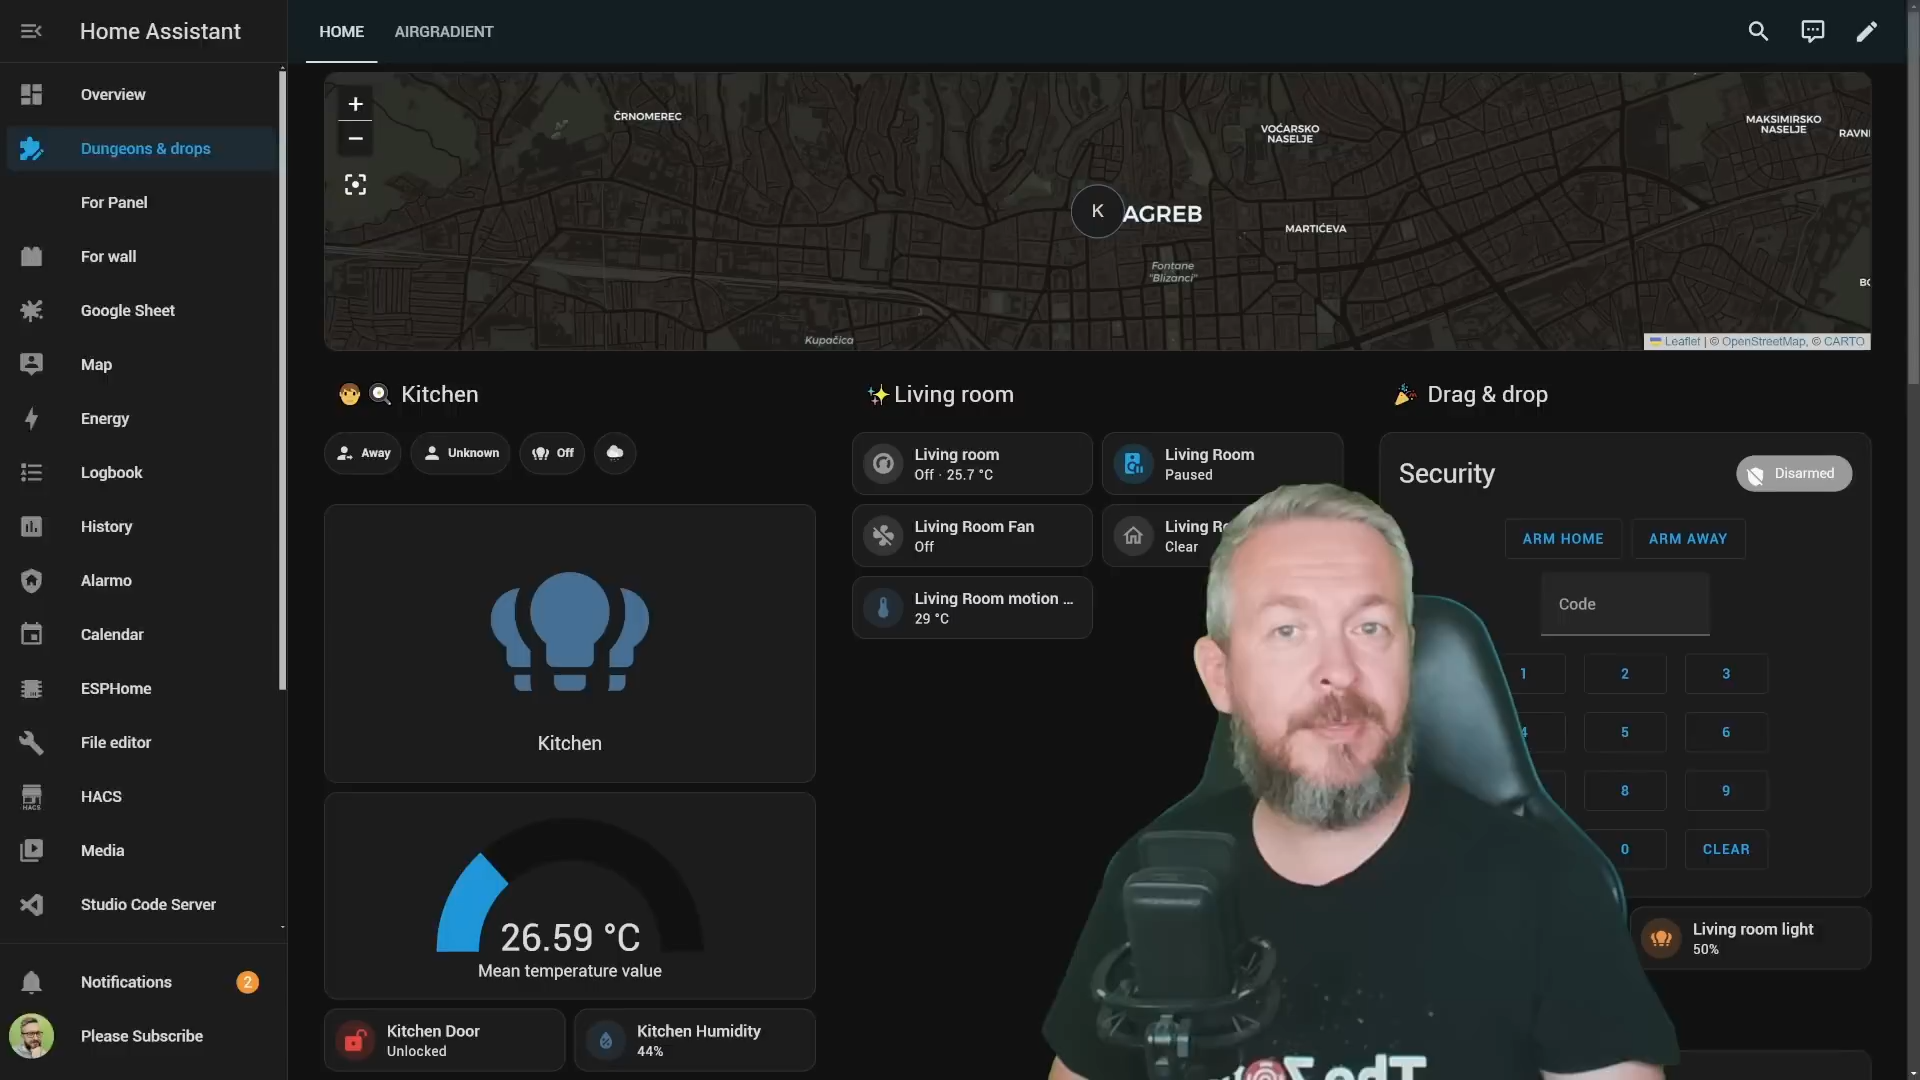 Home Assistant
HOME
AIRGRADIENT
Overview
Dungeons & drops
For Panel
For wall
Google Sheet
Map
Energy
Logbook
History
Alarmo
Calendar
ESPHome
File editor
HACS
HACS
Media
Studio Code Server
Notifications
2
Please Subscribe
+
−
ČRNOMEREC
VOĆARSKO
NASELJE
MAKSIMIRSKO
NASELJE
RAVNI
K
AGREB
MARTIĆEVA
Fontane
"Blizanci"
Kupačica
Leaflet | © OpenStreetMap, © CARTO
Kitchen
Away
Unknown
Off
Kitchen
26.59 °C
Mean temperature value
Kitchen Door
Unlocked
Kitchen Humidity
44%
Living room
Living room
Off · 25.7 °C
Living Room
Paused
Living Room Fan
Off
Living Ro
Clear
Living Room motion ...
29 °C
Drag & drop
Security
Disarmed
ARM HOME
ARM AWAY
Code
1
2
3
4
5
6
8
9
0
CLEAR
Living room light
50%